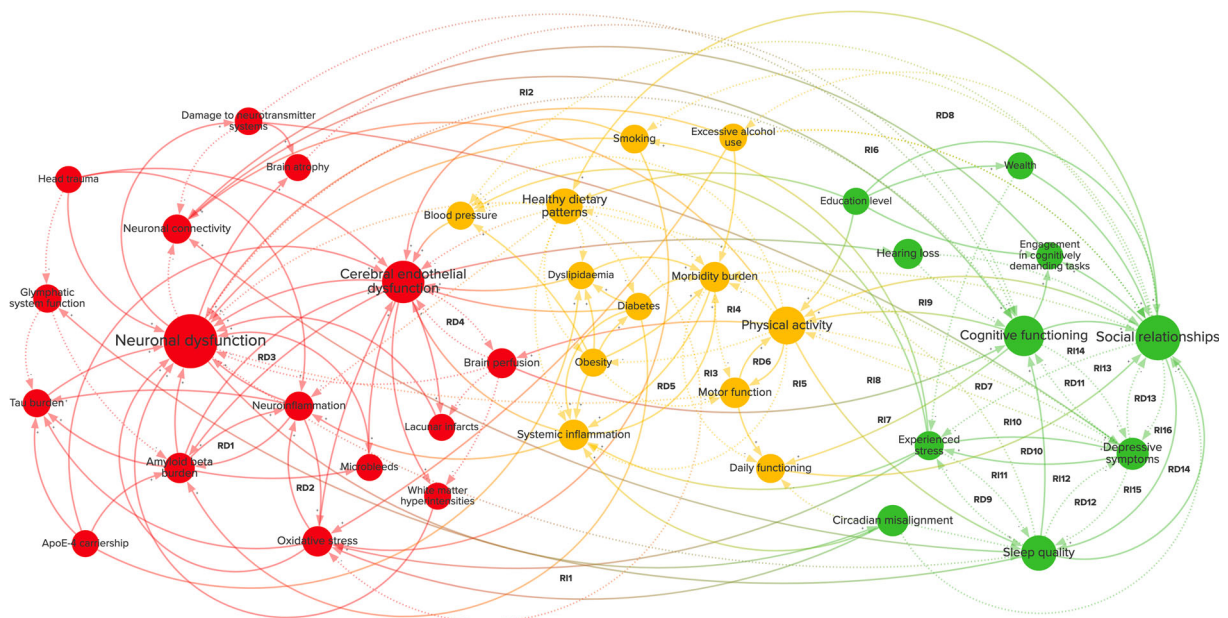 RI2
RD8
Damage to neurotransmitter
systems
Smoking
Excessive alcohol
use
RI6
Brain atrophy
Wealth
Head trauma
Healthy dietary
patterns
Education level
Blood pressure
Neuronal connectivity
Hearing loss
Engagement
in cognitively
demanding tasks
Cerebral endothelial
dysfunction
Dyslipidaemia
Morbidity burden
RI4
Glymphatic
system function
Diabetes
RI9
RD4
Physical activity
Neuronal dysfunction
Cognitive functioning
Social relationships
RD3
Brain perfusion
Obesity
RD6
RI14
RI3
RI5
RI8
RI13
RD5
RD7
RD11
Motor function
Tau burden
Neuroinflammation
RD13
RI7
RI10
Lacunar infarcts
Systemic inflammation
RI16
RD1
Experienced
stress
RD10
Depressive
symptoms
Amyloid beta
burden
Microbleeds
Daily functioning
RI11
RI12
RD14
RD2
White matter
hyperintensities
RD9
RD12
RI15
Circadian misalignment
ApoE-4 carriership
Oxidative stress
Sleep quality
RI1